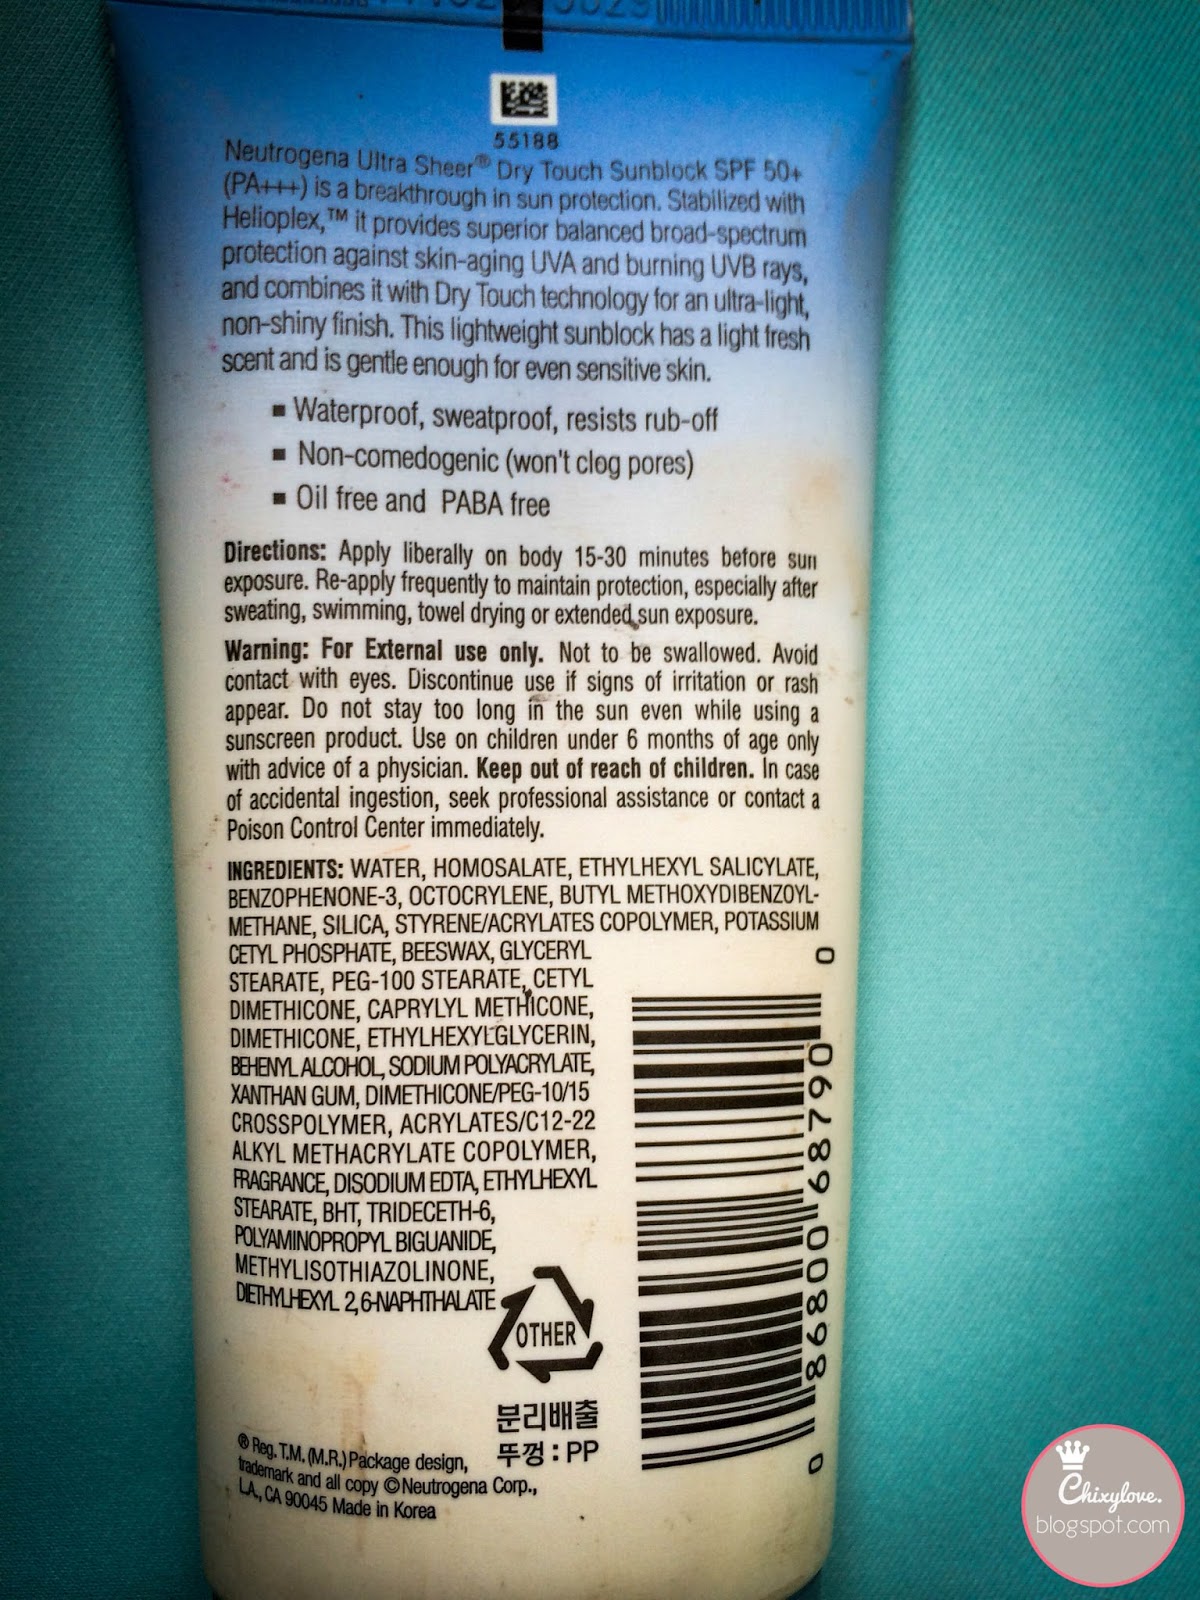 55188
Neutrogena Ultra Sheer® Dry Touch Sunblock SPF 50+
(PA+++) is a breakthrough in sun protection. Stabilized with
Helioplex,™ it provides superior balanced broad-spectrum
protection against skin-aging UVA and burning UVB rays,
and combines it with Dry Touch technology for an ultra-light,
non-shiny finish. This lightweight sunblock has a light fresh
scent and is gentle enough for even sensitive skin.
▪ Waterproof, sweatproof, resists rub-off
▪ Non-comedogenic (won't clog pores)
▪ Oil free and PABA free
Directions: Apply liberally on body 15-30 minutes before sun
exposure. Re-apply frequently to maintain protection, especially after
sweating, swimming, towel drying or extended sun exposure.
Warning: For External use only. Not to be swallowed. Avoid
contact with eyes. Discontinue use if signs of irritation or rash
appear. Do not stay too long in the sun even while using a
sunscreen product. Use on children under 6 months of age only
with advice of a physician. Keep out of reach of children. In case
of accidental ingestion, seek professional assistance or contact a
Poison Control Center immediately.
INGREDIENTS: WATER, HOMOSALATE, ETHYLHEXYL SALICYLATE,
BENZOPHENONE-3, OCTOCRYLENE, BUTYL METHOXYDIBENZOYL-
METHANE, SILICA, STYRENE/ACRYLATES COPOLYMER, POTASSIUM
CETYL PHOSPHATE, BEESWAX, GLYCERYL
STEARATE, PEG-100 STEARATE, CETYL
DIMETHICONE, CAPRYLYL METHICONE,
DIMETHICONE, ETHYLHEXYLGLYCERIN,
BEHENYL ALCOHOL, SODIUM POLYACRYLATE,
XANTHAN GUM, DIMETHICONE/PEG-10/15
CROSSPOLYMER, ACRYLATES/C12-22
ALKYL METHACRYLATE COPOLYMER,
FRAGRANCE, DISODIUM EDTA, ETHYLHEXYL
STEARATE, BHT, TRIDECETH-6,
POLYAMINOPROPYL BIGUANIDE,
METHYLISOTHIAZOLINONE,
DIETHYLHEXYL 2,6-NAPHTHALATE
0 86800 68790 0
OTHER
분리배출
뚜껑 : PP
® Reg. T.M. (M.R.) Package design,
trademark and all copy © Neutrogena Corp.,
L.A., CA 90045 Made in Korea
Chixylove.
blogspot.com